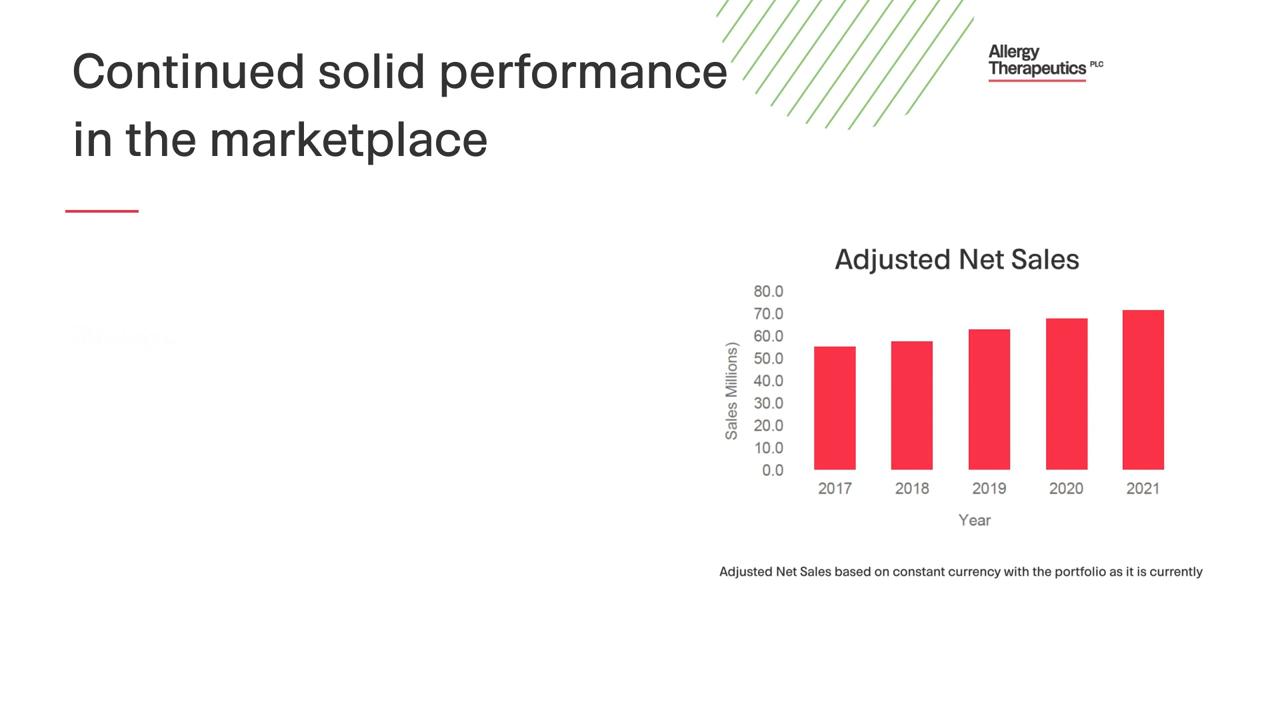 Continued solid performance
in the marketplace
Allergy
Therapeutics PLC
Adjusted Net Sales
Sales Millions)
80.0
70.0
60.0
50.0
40.0
30.0
20.0
10.0
0.0
2017 2018 2019 2020 2021
Year
Adjusted Net Sales based on constant currency with the portfolio as it is currently